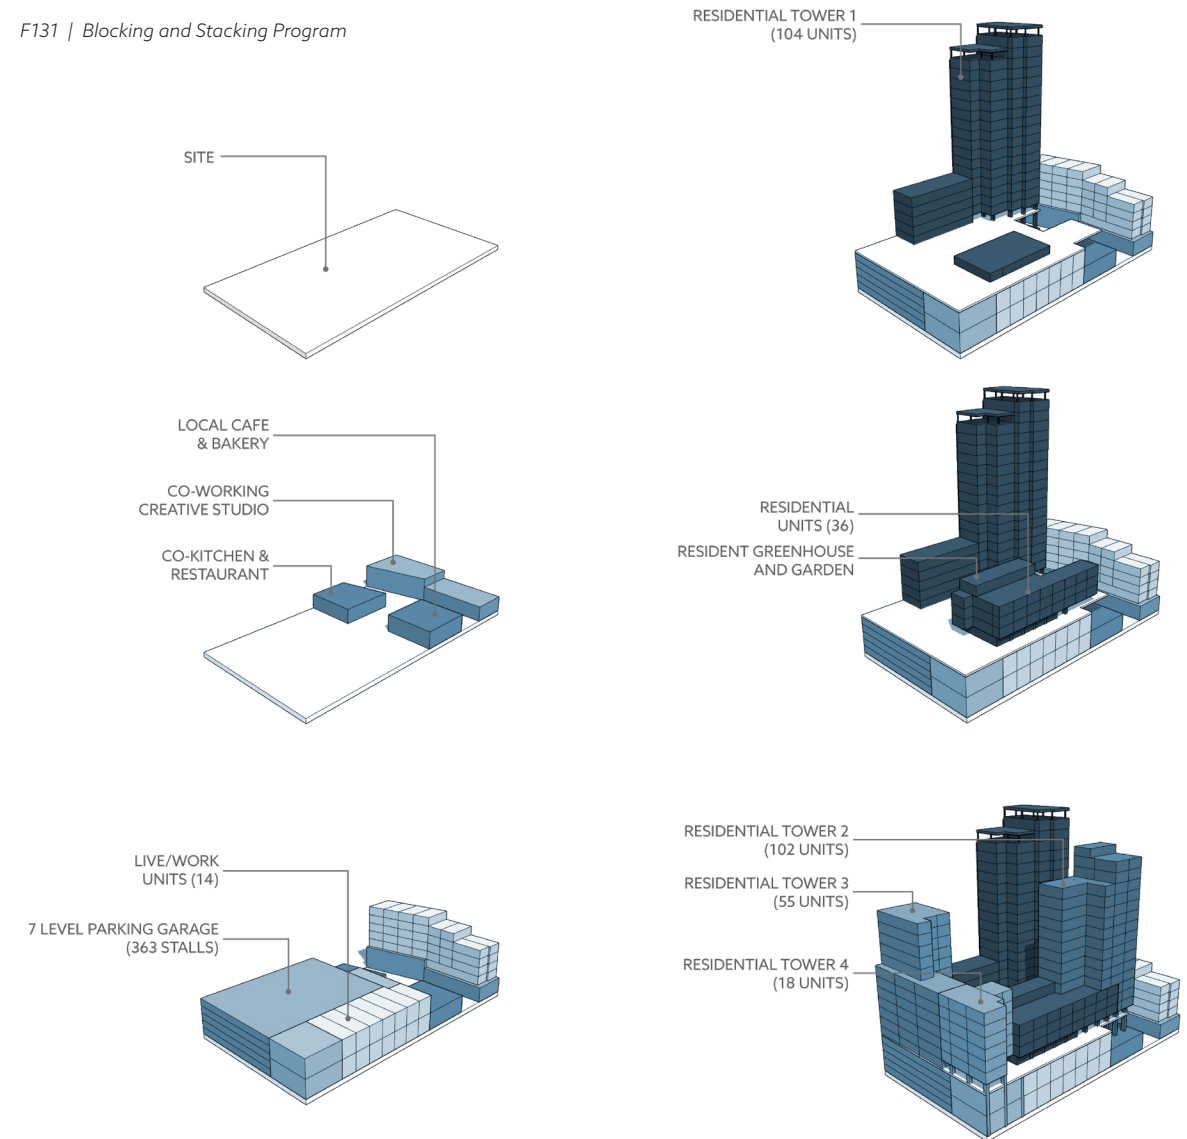 F131 | Blocking and Stacking Program
SITE
LOCAL CAFE
& BAKERY
CO-WORKING
CREATIVE STUDIO
CO-KITCHEN &
RESTAURANT
LIVE/WORK
UNITS (14)
7 LEVEL PARKING GARAGE
(363 STALLS)
RESIDENTIAL TOWER 1
(104 UNITS)
RESIDENTIAL
UNITS (36)
RESIDENT GREENHOUSE
AND GARDEN
RESIDENTIAL TOWER 2
(102 UNITS)
RESIDENTIAL TOWER 3
(55 UNITS)
RESIDENTIAL TOWER 4
(18 UNITS)